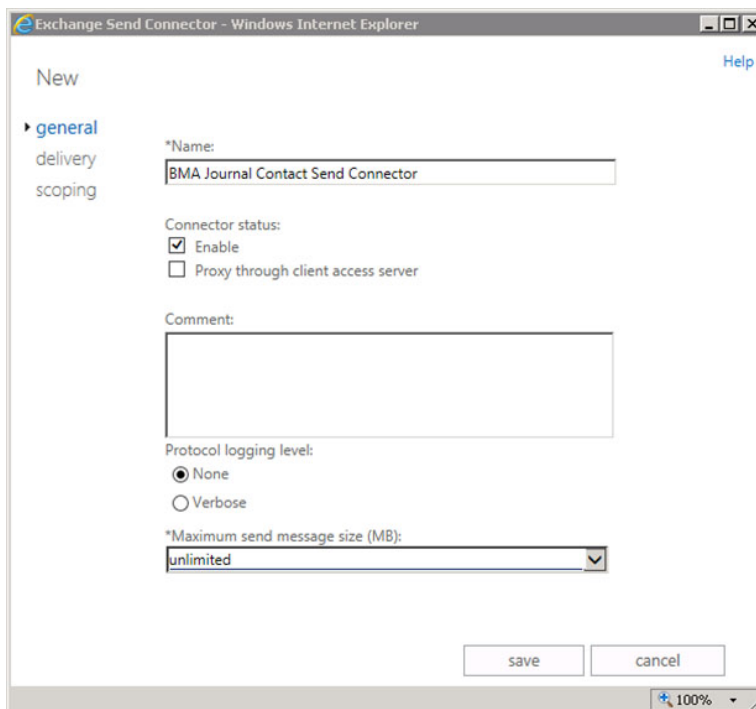 Exchange Send Connector - Windows Internet Explorer
Help
New
general
delivery
scoping
*Name:
BMA Journal Contact Send Connector
Connector status:
Enable
Proxy through client access server
Comment:
Protocol logging level:
None
Verbose
*Maximum send message size (MB):
unlimited
save
cancel
100%